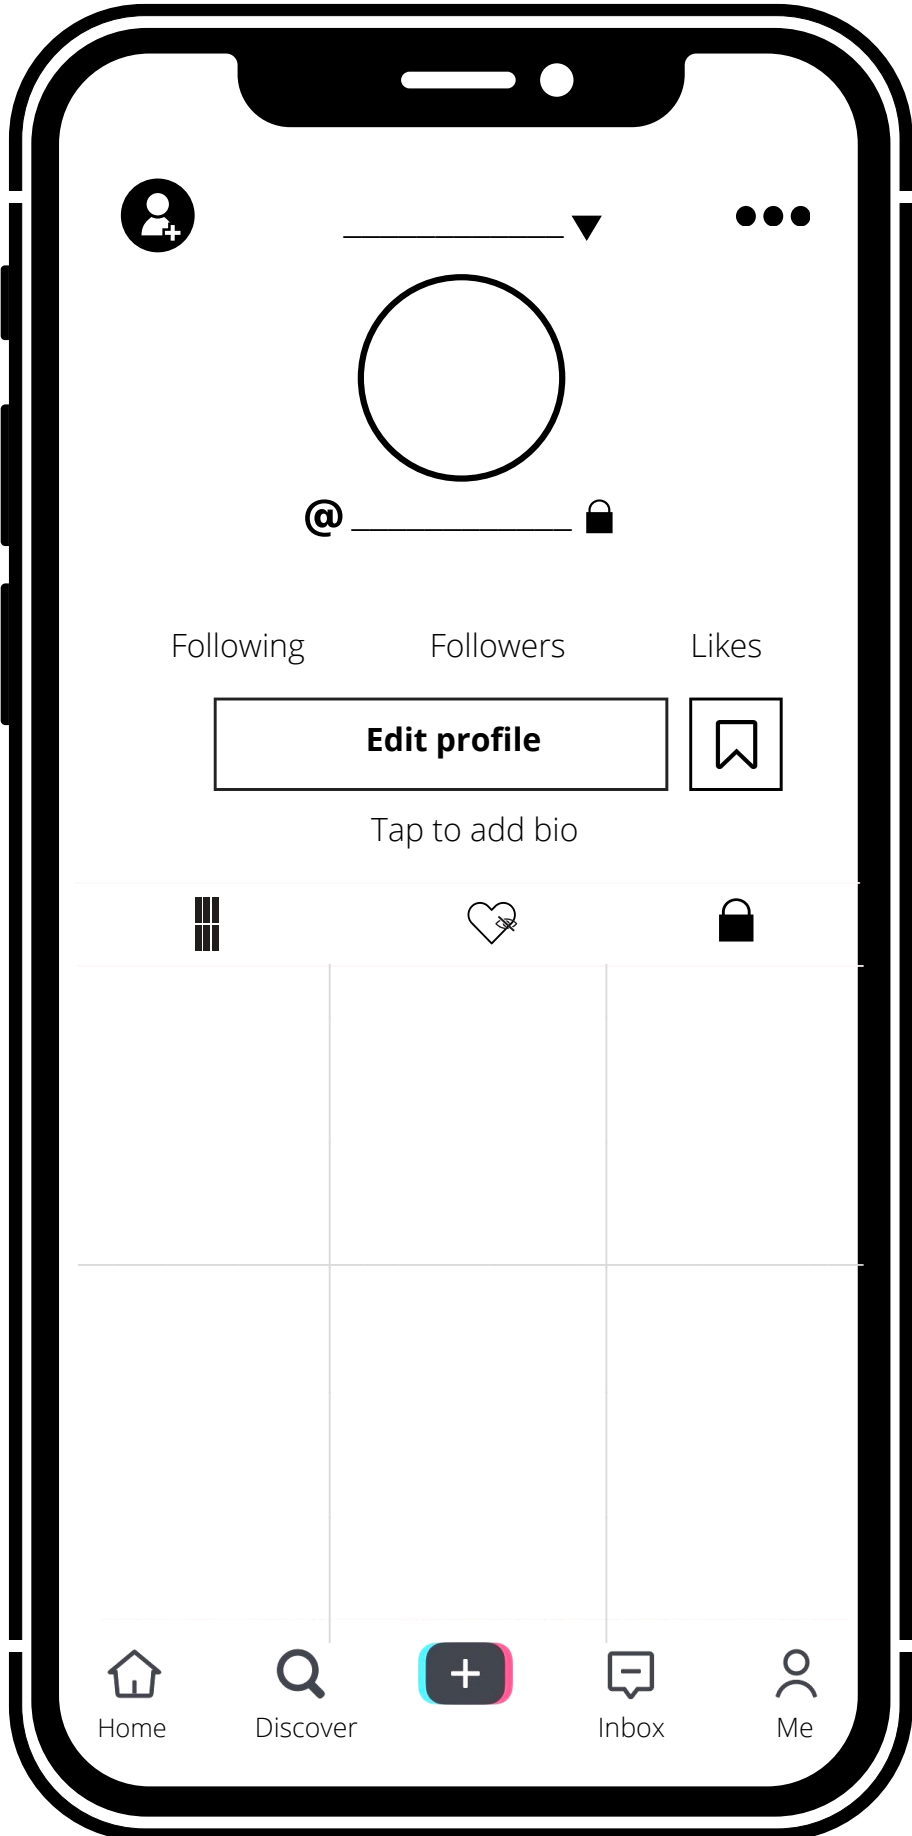 @
Following Followers Likes
Edit profile
Tap to add bio
Home Discover Inbox Me